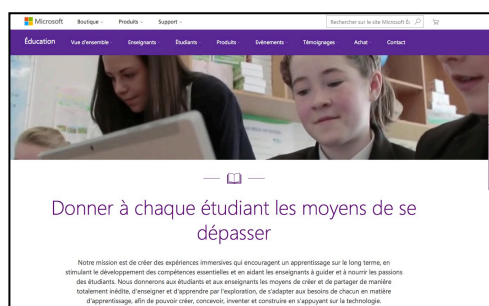 Microsoft Boutique Produits Support Rechercher sur le site Microsoft Éd
Éducation Vue d'ensemble Enseignants Étudiants Produits Evénements Témoignages Achat Contact
Donner à chaque étudiant les moyens de se
dépasser
Notre mission est de créer des expériences immersives qui encouragent un apprentissage sur le long terme, en
stimulant le développement des compétences essentielles et en aidant les enseignants à guider et à nourrir les passions
des étudiants. Nous donnerons aux étudiants et aux enseignants les moyens de créer et de partager de manière
totalement inédite, d'enseigner et d'apprendre par l'exploration, de s'adapter aux besoins de chacun en matière
d'apprentissage, afin de pouvoir créer, concevoir, inventer et construire en s'appuyant sur la technologie.